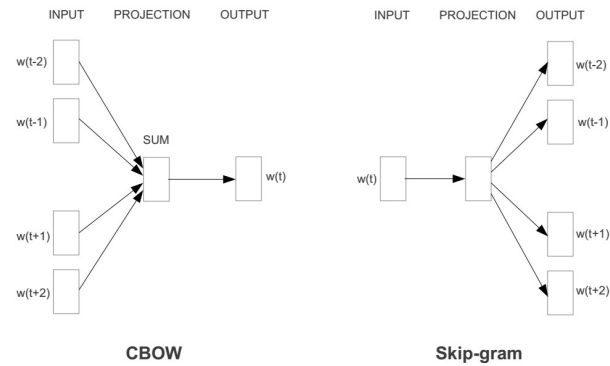 INPUT PROJECTION OUTPUT
w(t-2)
w(t-1)
SUM
w(t)
w(t+1)
w(t+2)
CBOW
INPUT PROJECTION OUTPUT
w(t-2)
w(t-1)
w(t)
w(t+1)
w(t+2)
Skip-gram